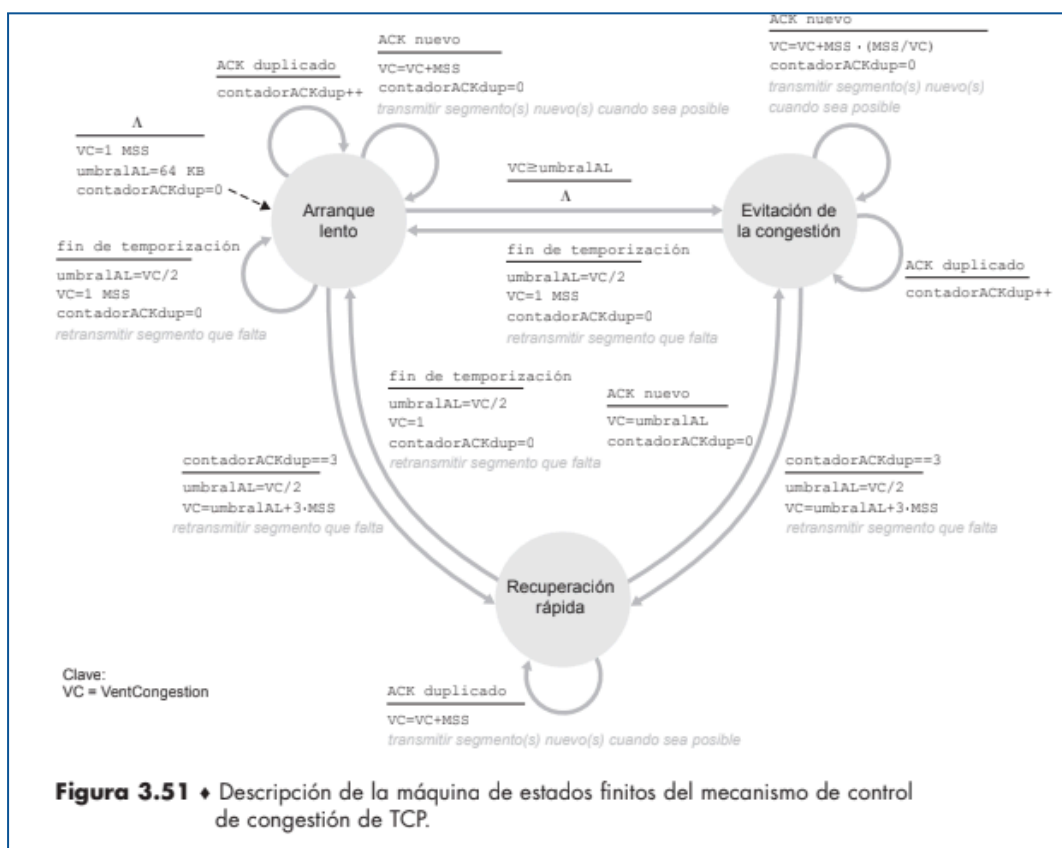 ACK nuevo
VC=VC+MSS
contadorACKdup=0
transmitir segmento(s) nuevo(s) cuando sea posible
ACK nuevo
VC=VC+MSS · (MSS/VC)
contadorACKdup=0
transmitir segmento(s) nuevo(s)
cuando sea posible
ACK duplicado
contadorACKdup++
Λ
VC=1 MSS
umbralAL=64 KB
contadorACKdup=0
Arranque
lento
VC≥umbralAL
Λ
Evitación de
la congestión
fin de temporización
umbralAL=VC/2
VC=1 MSS
contadorACKdup=0
retransmitir segmento que falta
fin de temporización
umbralAL=VC/2
VC=1 MSS
contadorACKdup=0
retransmitir segmento que falta
ACK duplicado
contadorACKdup++
fin de temporización
umbralAL=VC/2
VC=1
contadorACKdup=0
retransmitir segmento que falta
ACK nuevo
VC=umbralAL
contadorACKdup=0
contadorACKdup==3
umbralAL=VC/2
VC=umbralAL+3·MSS
retransmitir segmento que falta
contadorACKdup==3
umbralAL=VC/2
VC=umbralAL+3·MSS
retransmitir segmento que falta
Recuperación
rápida
Clave:
VC = VentCongestion
ACK duplicado
VC=VC+MSS
transmitir segmento(s) nuevo(s) cuando sea posible
Figura 3.51 ♦ Descripción de la máquina de estados finitos del mecanismo de control
de congestión de TCP.